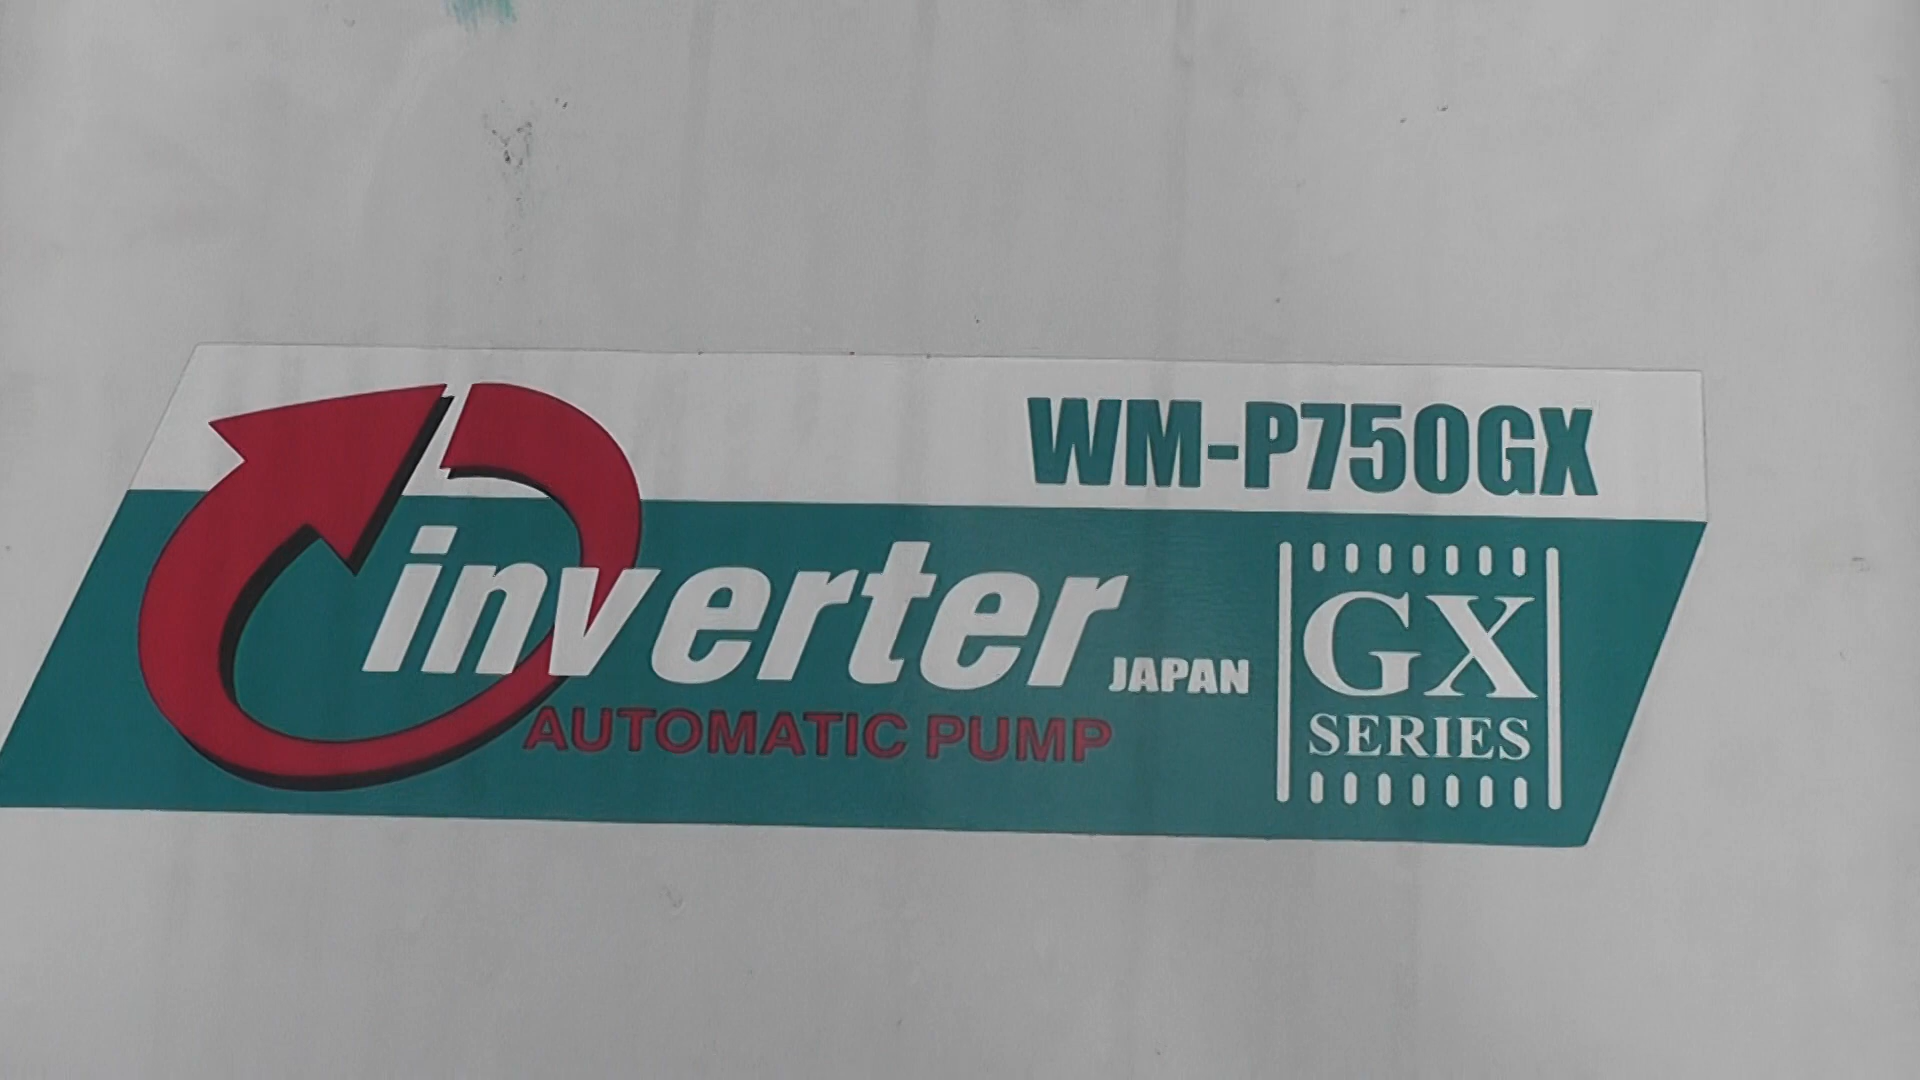 WM-P750GX
inverter JAPAN
AUTOMATIC PUMP
GX
SERIES